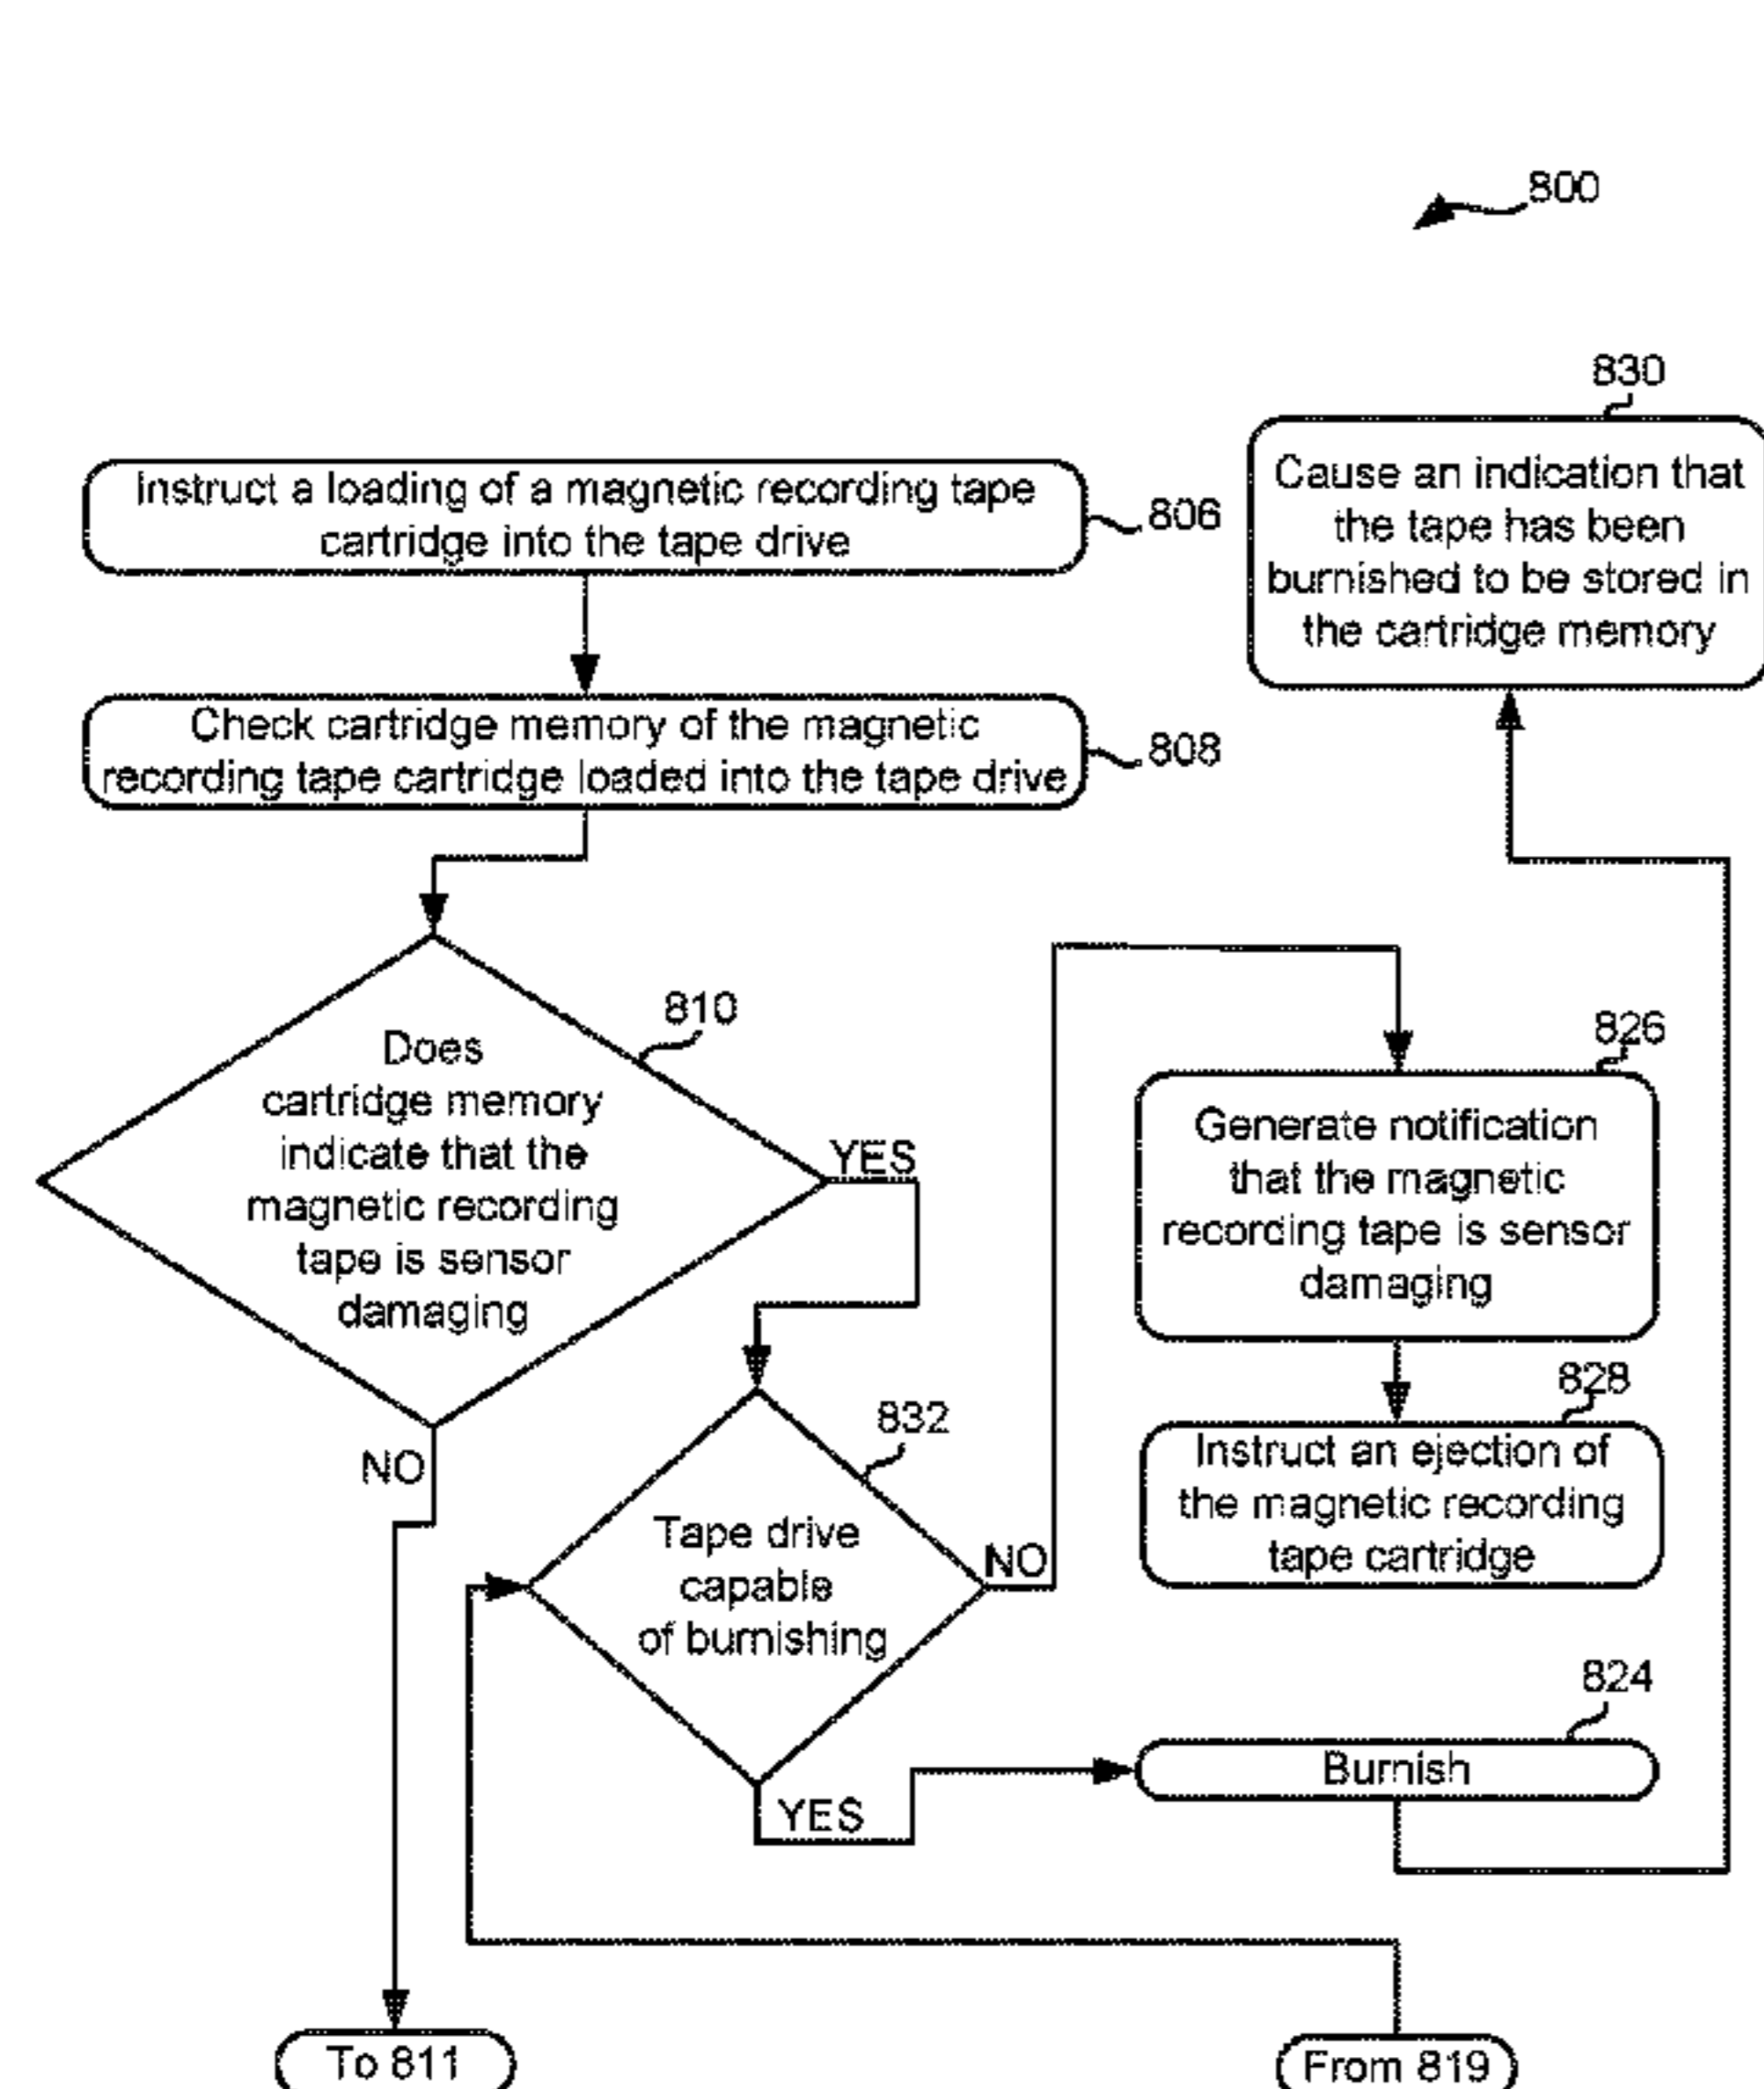 800
830
Cause an indication that
the tape has been
burnished to be stored in
the cartridge memory
Instruct a loading of a magnetic recording tape
cartridge into the tape drive
806
Check cartridge memory of the magnetic
recording tape cartridge loaded into the tape drive
808
810
Does
cartridge memory
indicate that the
magnetic recording
tape is sensor
damaging
YES
NO
826
Generate notification
that the magnetic
recording tape is sensor
damaging
828
Instruct an ejection of
the magnetic recording
tape cartridge
832
Tape drive
capable
of burnishing
NO
YES
824
Burnish
To 811
From 819